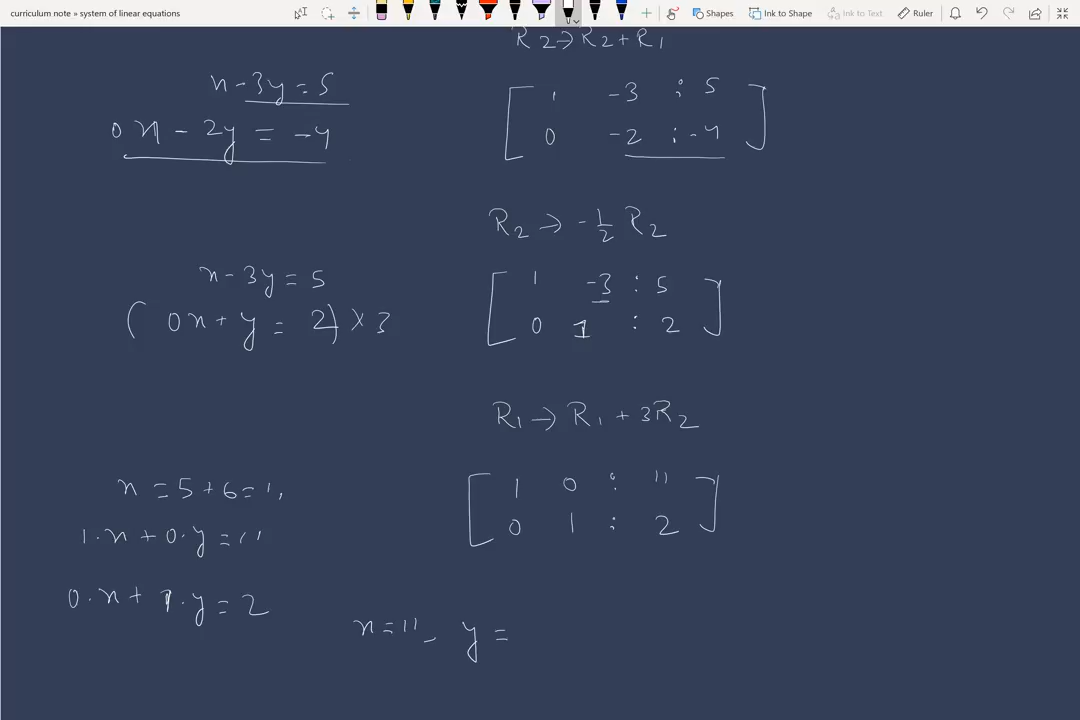 curriculum note » system of linear equations
Shapes Ink to Shape Ink to Text Ruler
R2 → R2 + R1
x - 3y = 5
0x - 2y = -4
[ 1 -3 : 5
0 -2 : -4 ]
R2 → -1/2 R2
x - 3y = 5
( 0x + y = 2) × 3
[ 1 -3 : 5
0 1 : 2 ]
R1 → R1 + 3R2
x = 5 + 6 = 11
1·x + 0·y = 11
0·x + 1·y = 2
[ 1 0 : 11
0 1 : 2 ]
x = 11, y =